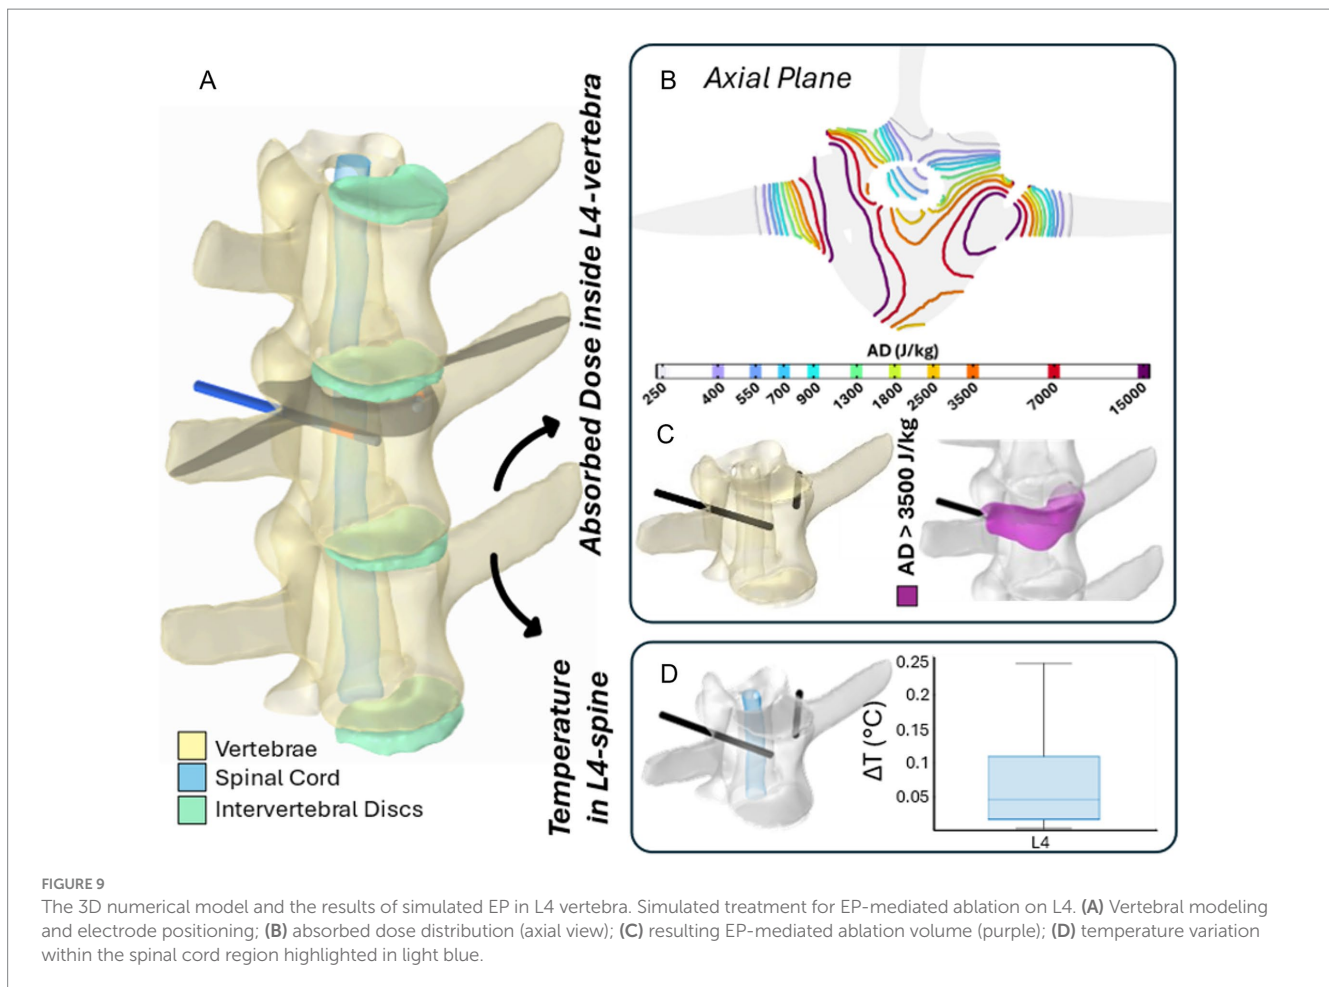 A
Vertebrae
Spinal Cord
Intervertebral Discs
Absorbed Dose inside L4-vertebra
Temperature
in L4-spine
B
Axial Plane
AD (J/kg)
250 400 550 700 900 1300 1800 2500 3500 7000 15000
C
AD > 3500 J/kg
D
ΔT (°C)
0.25
0.2
0.15
0.1
0.05
L4
FIGURE 9
The 3D numerical model and the results of simulated EP in L4 vertebra. Simulated treatment for EP-mediated ablation on L4. (A) Vertebral modeling
and electrode positioning; (B) absorbed dose distribution (axial view); (C) resulting EP-mediated ablation volume (purple); (D) temperature variation
within the spinal cord region highlighted in light blue.